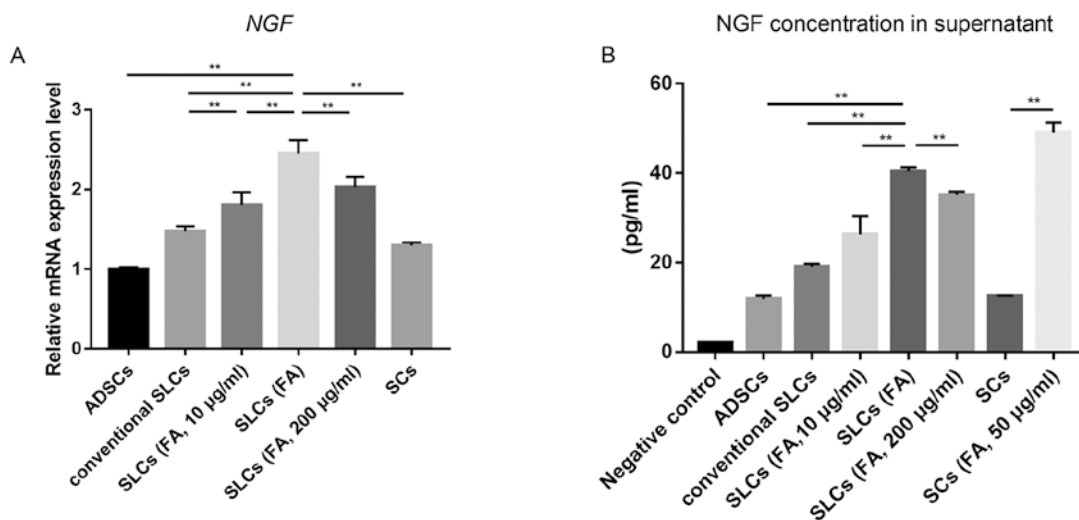 NGF
A
Relative mRNA expression level
3
2
1
0
**
**
**
**
**
**
ADSCs
conventional SLCs
SLCs (FA, 10 µg/ml)
SLCs (FA)
SLCs (FA, 200 µg/ml)
SCs
NGF concentration in supernatant
B
(pg/ml)
60
40
20
0
**
**
**
**
**
Negative control
ADSCs
conventional SLCs
SLCs (FA, 10 µg/ml)
SLCs (FA)
SLCs (FA, 200 µg/ml)
SCs
SCs (FA, 50 µg/ml)